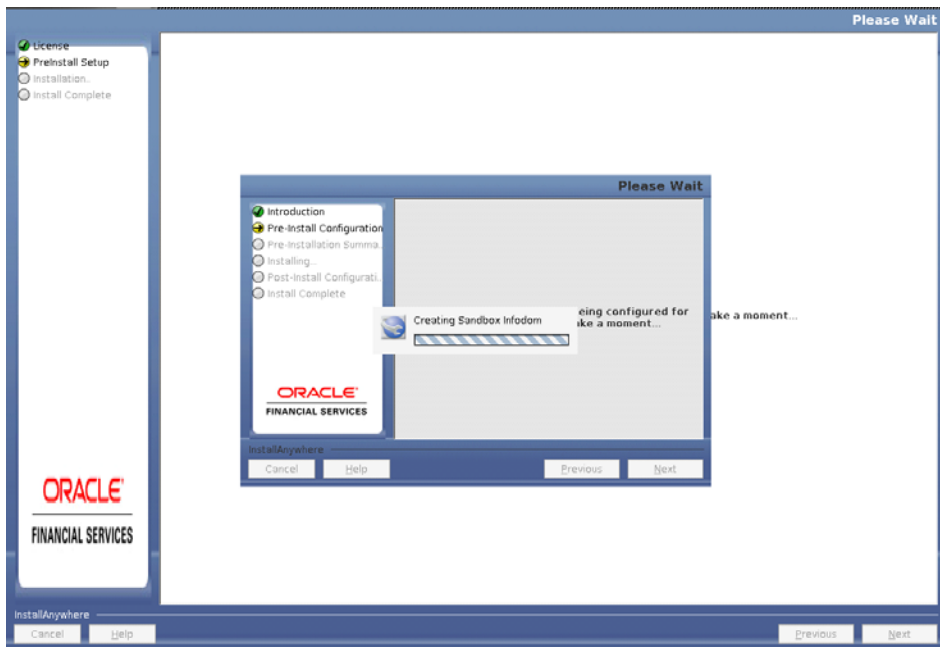 Please Wait
License
PreInstall Setup
Installation..
Install Complete
Please Wait
Introduction
Pre-Install Configuration
Pre-Installation Summa..
Installing...
Post-Install Configurati..
Install Complete
eing configured for
ake a moment...
ake a moment...
Creating Sandbox Infodom
ORACLE
FINANCIAL SERVICES
InstallAnywhere
Cancel
Help
Previous
Next
ORACLE
FINANCIAL SERVICES
InstallAnywhere
Cancel
Help
Previous
Next